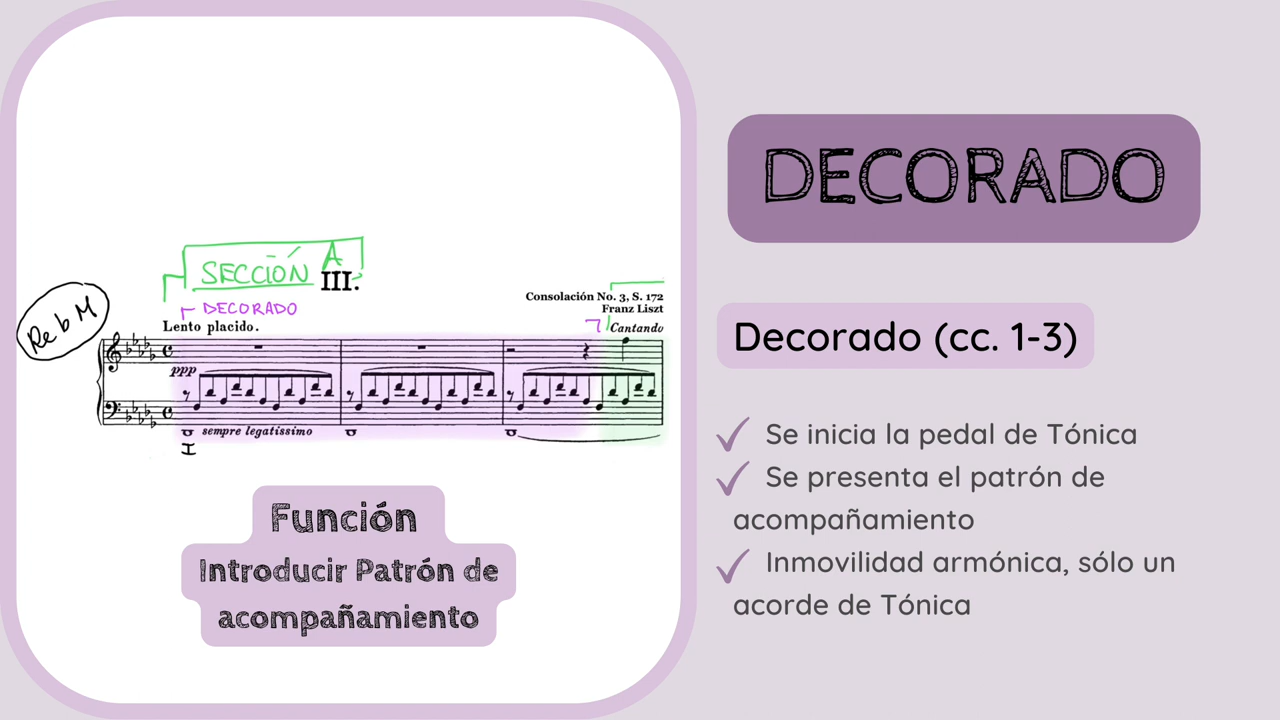 SECCIÓN A
III.
DECORADO
Re b M
Lento placido.
Consolación No. 3, S. 172
Franz Liszt
Cantando
ppp
sempre legatissimo
I
Función
Introducir Patrón de
acompañamiento
DECORADO
Decorado (cc. 1-3)
✓ Se inicia la pedal de Tónica
✓ Se presenta el patrón de
acompañamiento
✓ Inmovilidad armónica, sólo un
acorde de Tónica